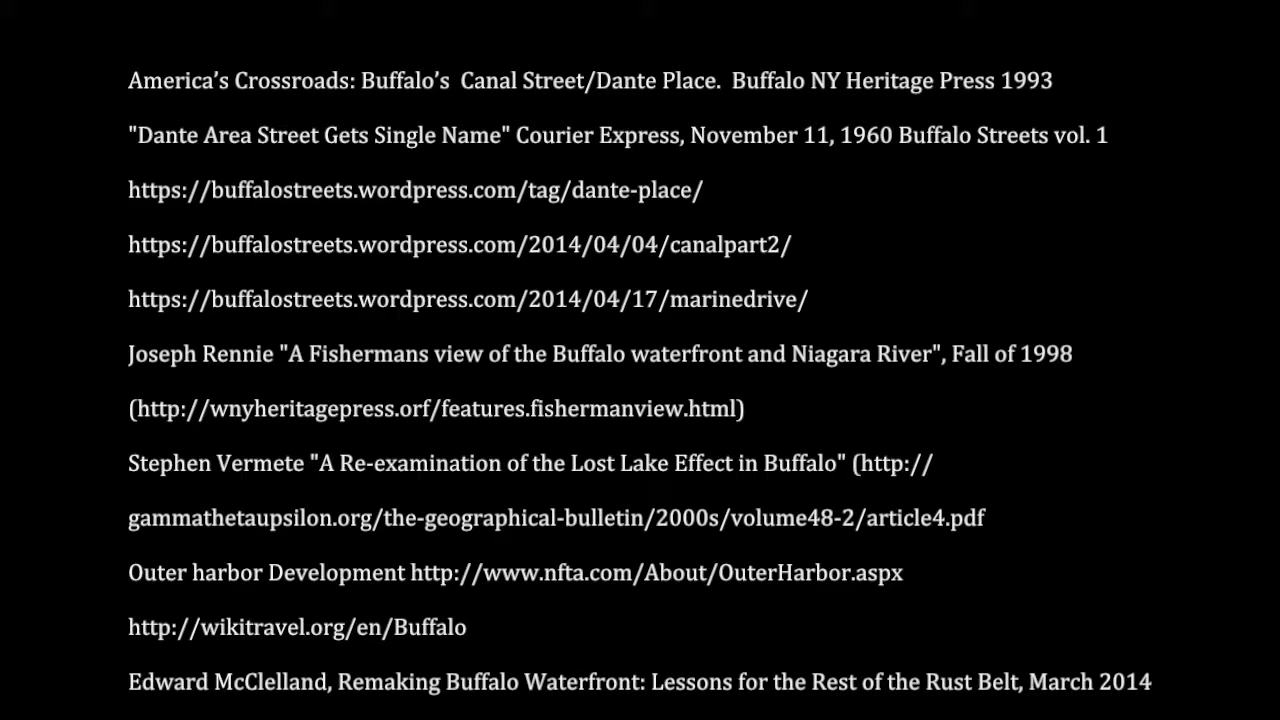 America’s Crossroads: Buffalo’s  Canal Street/Dante Place.  Buffalo NY Heritage Press 1993
"Dante Area Street Gets Single Name" Courier Express, November 11, 1960 Buffalo Streets vol. 1
https://buffalostreets.wordpress.com/tag/dante-place/
https://buffalostreets.wordpress.com/2014/04/04/canalpart2/
https://buffalostreets.wordpress.com/2014/04/17/marinedrive/
Joseph Rennie "A Fishermans view of the Buffalo waterfront and Niagara River", Fall of 1998
(http://wnyheritagepress.orf/features.fishermanview.html)
Stephen Vermete "A Re-examination of the Lost Lake Effect in Buffalo" (http://
gammathetaupsilon.org/the-geographical-bulletin/2000s/volume48-2/article4.pdf
Outer harbor Development http://www.nfta.com/About/OuterHarbor.aspx
http://wikitravel.org/en/Buffalo
Edward McClelland, Remaking Buffalo Waterfront: Lessons for the Rest of the Rust Belt, March 2014